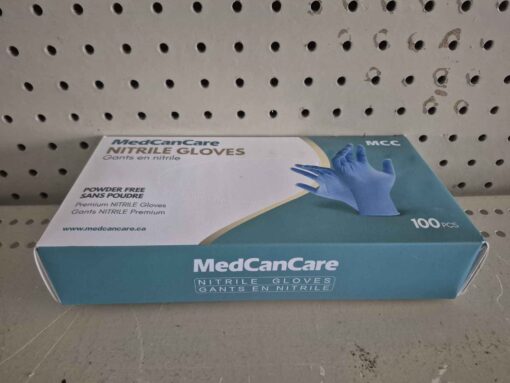 MedCanCare
NITRILE GLOVES
Gants en nitrile
MCC
POWDER FREE
SANS POUDRE
Premium NITRILE Gloves
Gants NITRILE Premium
www.medcancare.ca
100 PCS
MedCanCare
NITRILE GLOVES
GANTS EN NITRILE